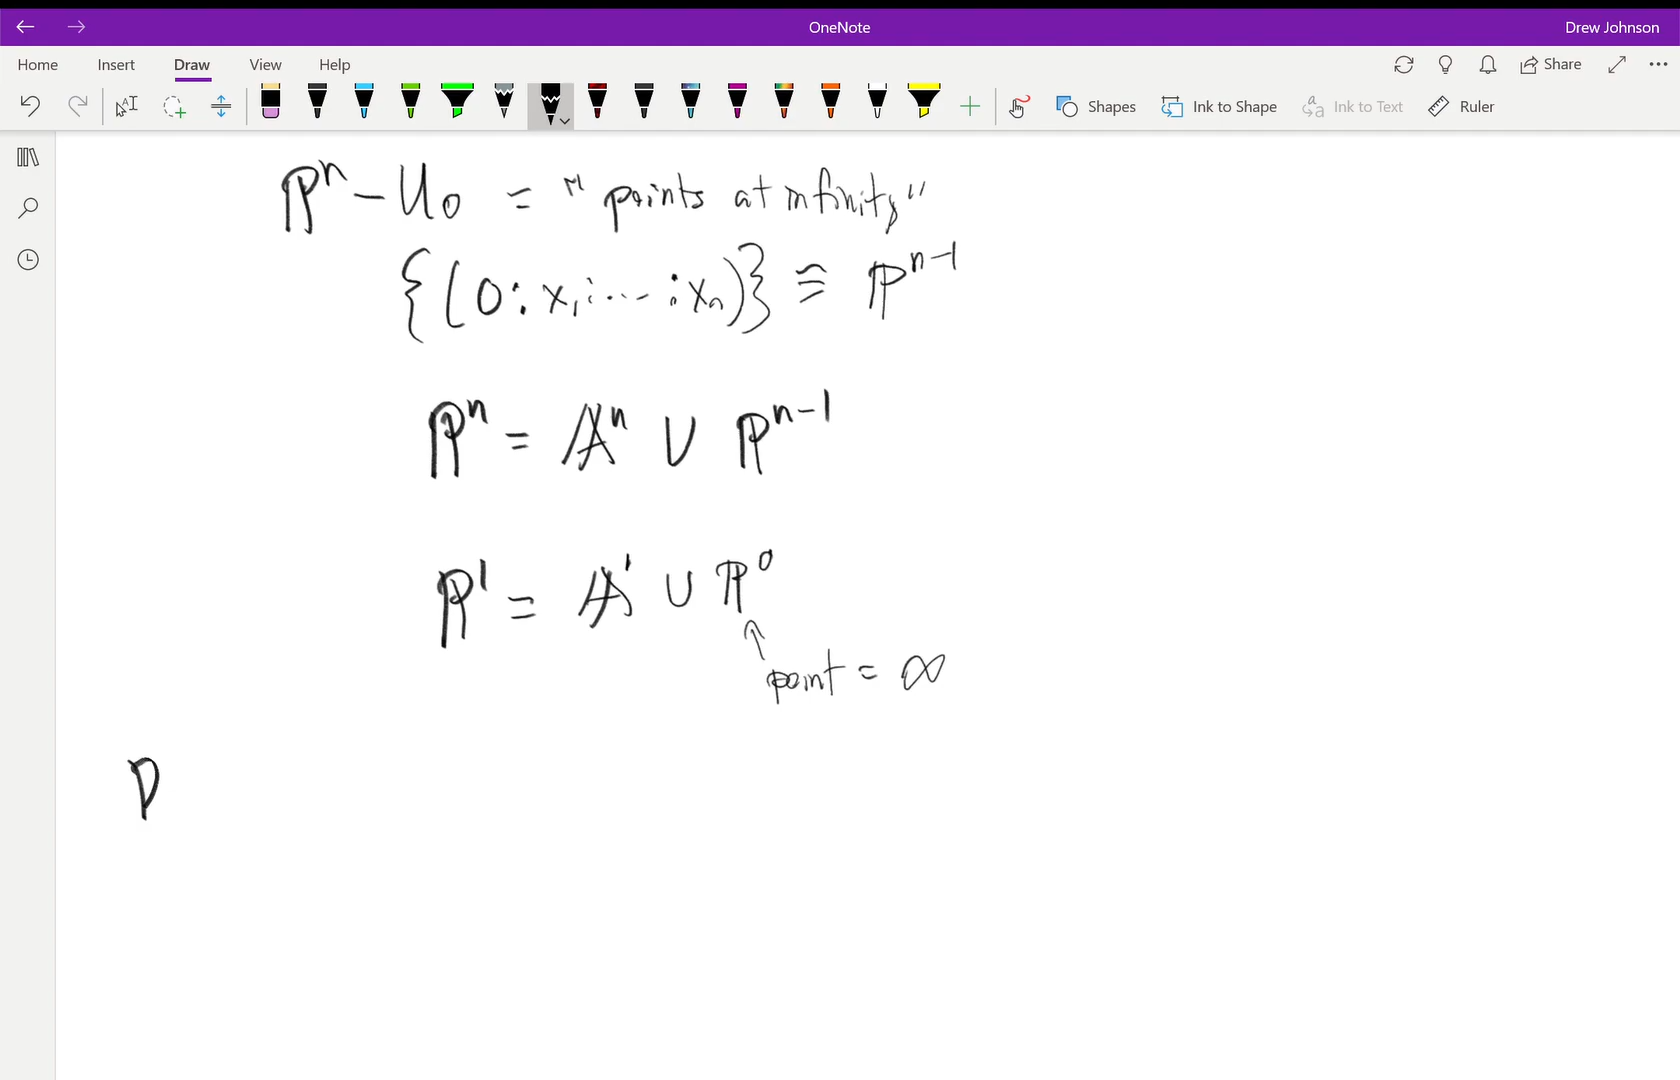 OneNote
Drew Johnson
Home Insert Draw View Help
Share
Shapes Ink to Shape Ink to Text Ruler
ℙⁿ − U₀ = "points at infinity"
{(0:x₁:⋯:xₙ)} ≅ ℙⁿ⁻¹
ℙⁿ = 𝔸ⁿ ∪ ℙⁿ⁻¹
ℙ¹ = 𝔸¹ ∪ ℙ⁰
↑
point = ∞
P